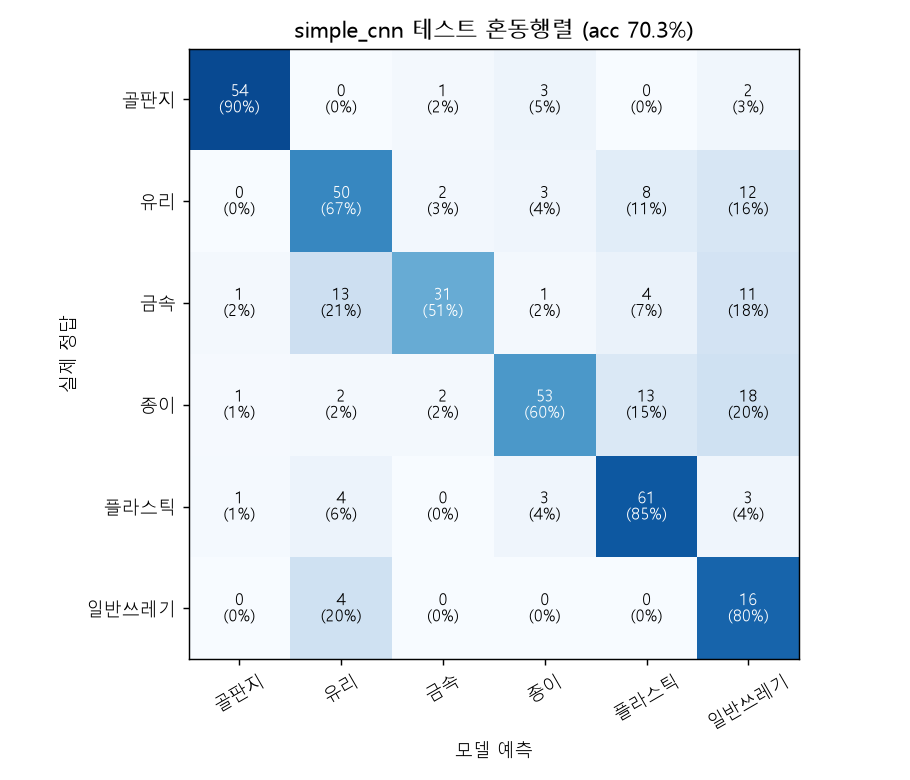 simple_cnn 테스트 혼동행렬 (acc 70.3%)
실제 정답
골판지
54 0 1 3 0 2
(90%) (0%) (2%) (5%) (0%) (3%)
유리
0 50 2 3 8 12
(0%) (67%) (3%) (4%) (11%) (16%)
금속
1 13 31 1 4 11
(2%) (21%) (51%) (2%) (7%) (18%)
종이
1 2 2 53 13 18
(1%) (2%) (2%) (60%) (15%) (20%)
플라스틱
1 4 0 3 61 3
(1%) (6%) (0%) (4%) (85%) (4%)
일반쓰레기
0 4 0 0 0 16
(0%) (20%) (0%) (0%) (0%) (80%)
골판지 유리 금속 종이 플라스틱 일반쓰레기
모델 예측